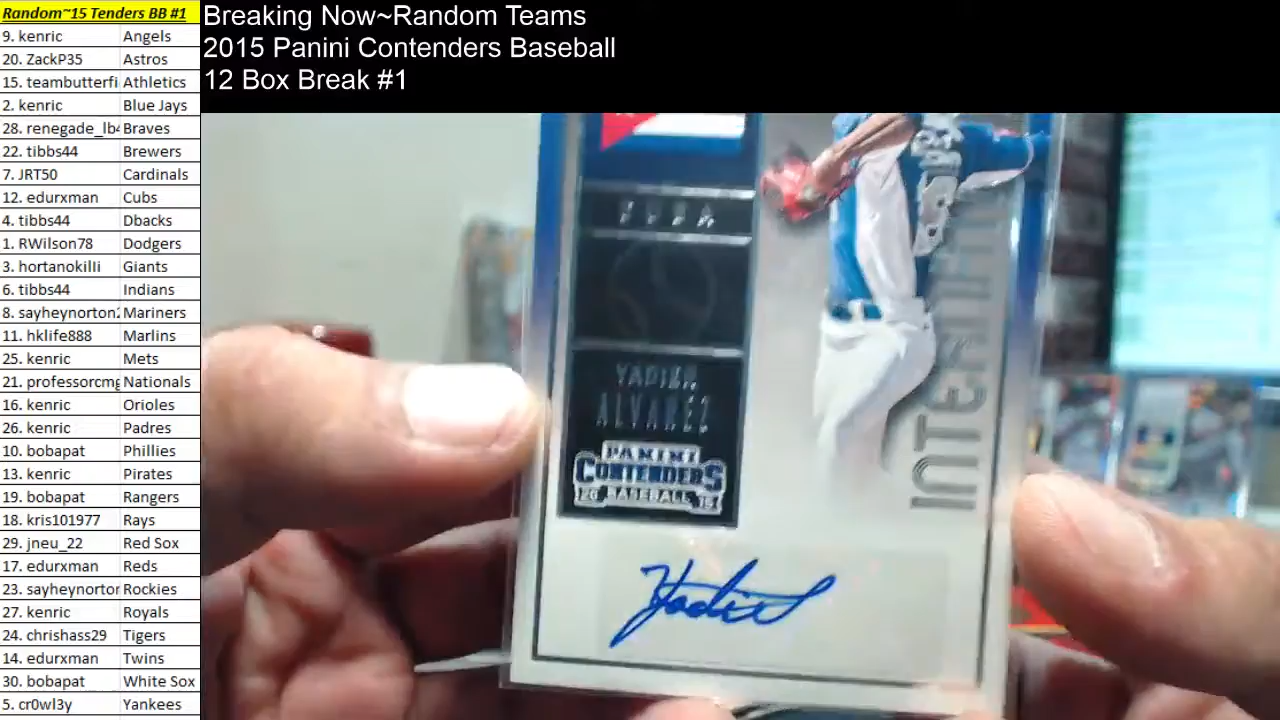 Random~15 Tenders BB #1
9. kenric Angels
20. ZackP35 Astros
15. teambutterfi Athletics
2. kenric Blue Jays
28. renegade_lb4 Braves
22. tibbs44 Brewers
7. JRT50 Cardinals
12. edurxman Cubs
4. tibbs44 Dbacks
1. RWilson78 Dodgers
3. hortanokilli Giants
6. tibbs44 Indians
8. sayheynorton2 Mariners
11. hklife888 Marlins
25. kenric Mets
21. professorcmg Nationals
16. kenric Orioles
26. kenric Padres
10. bobapat Phillies
13. kenric Pirates
19. bobapat Rangers
18. kris101977 Rays
29. jneu_22 Red Sox
17. edurxman Reds
23. sayheynorton Rockies
27. kenric Royals
24. chrishass29 Tigers
14. edurxman Twins
30. bobapat White Sox
5. cr0wl3y Yankees
Breaking Now~Random Teams
2015 Panini Contenders Baseball
12 Box Break #1
YADIER
ALVAREZ
PANINI
CONTENDERS
20 BASEBALL 15